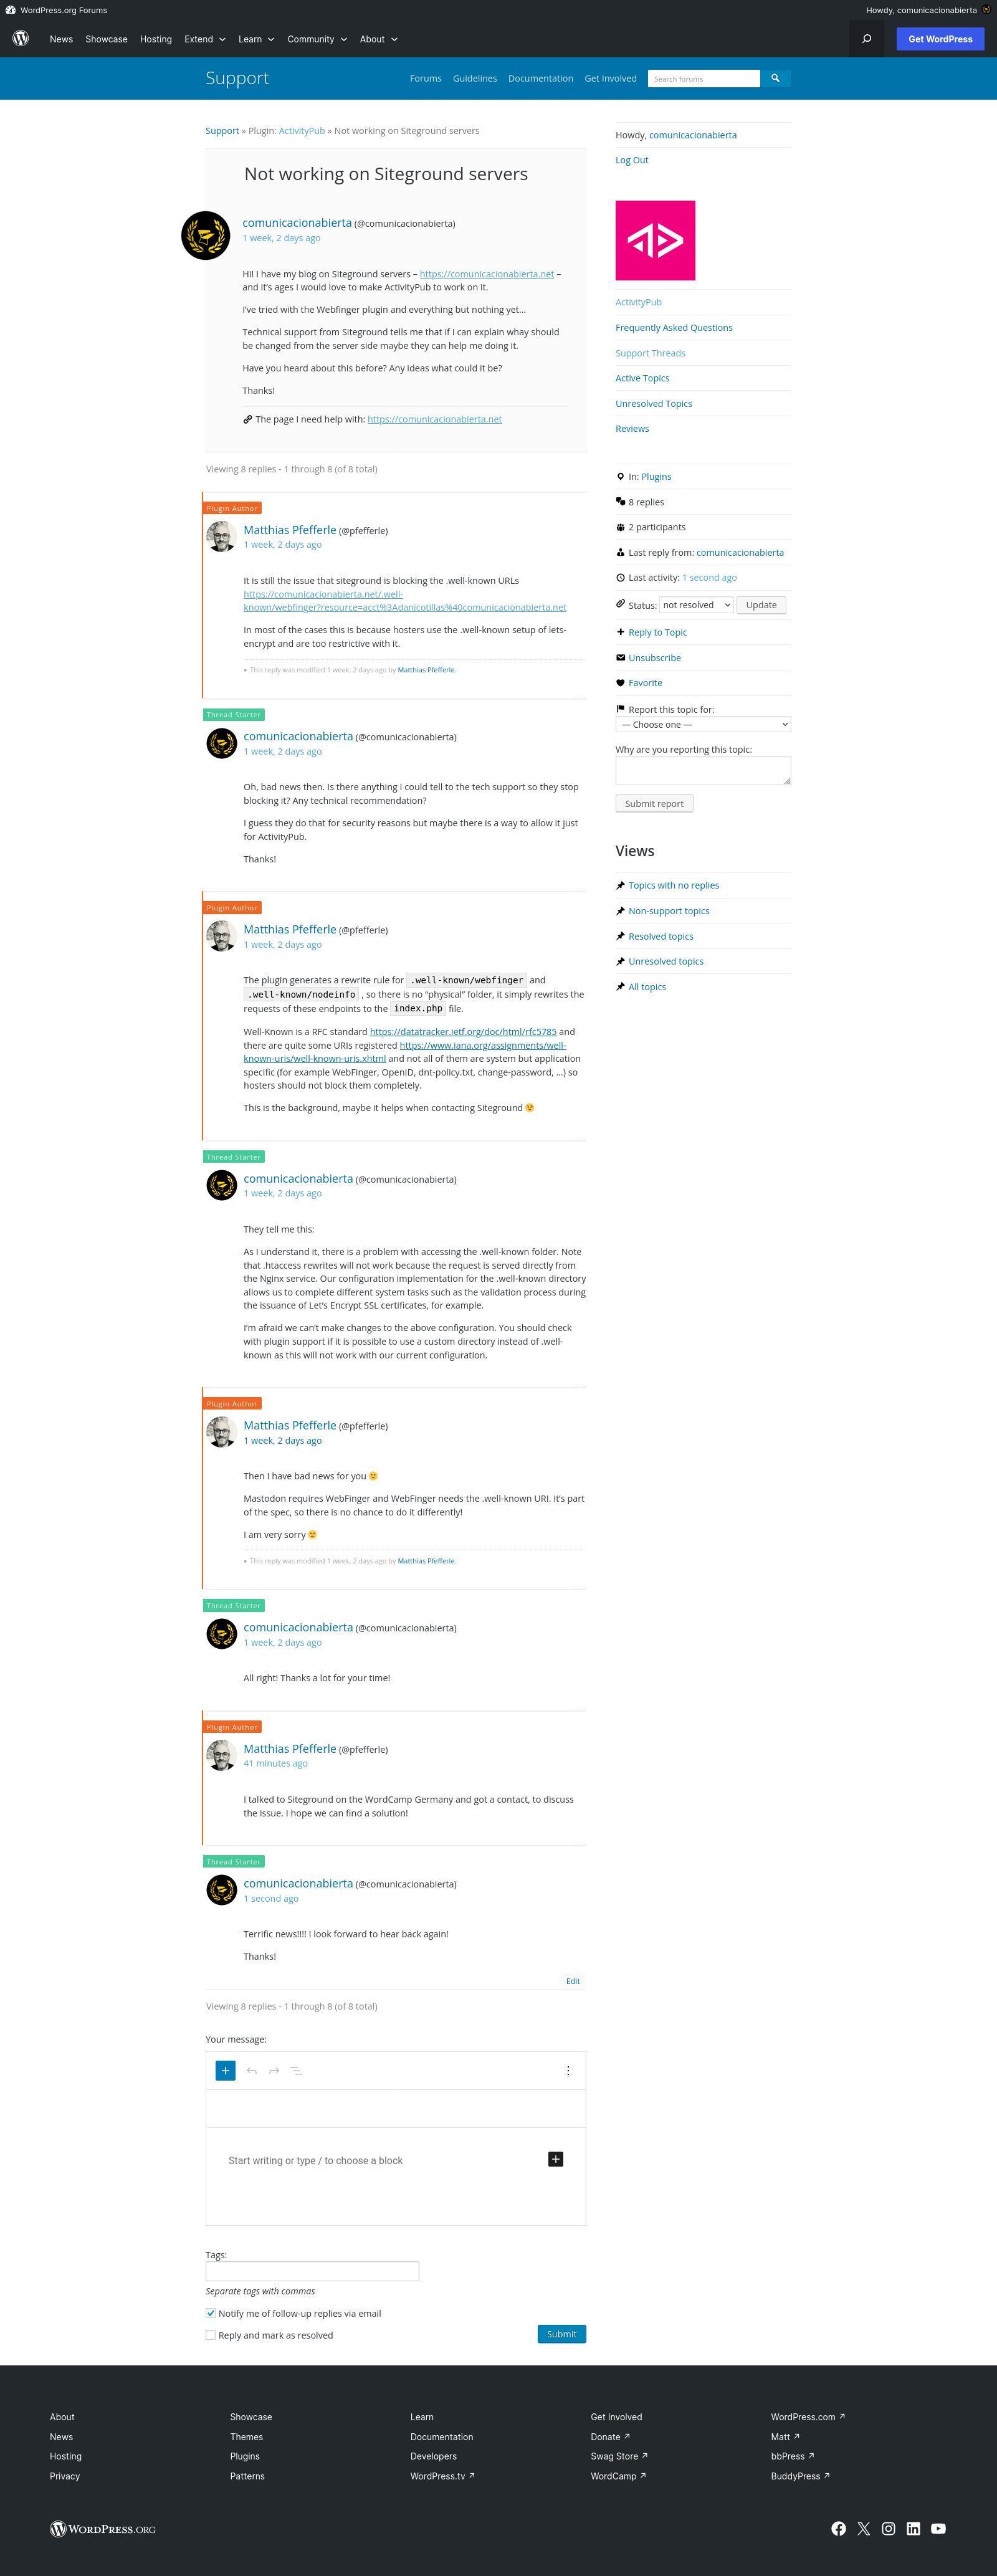 WordPress.org Forums
Howdy, comunicacionabierta
News Showcase Hosting Extend Learn Community About
Get WordPress
Support
Forums Guidelines Documentation Get Involved
Search forums
Support » Plugin: ActivityPub » Not working on Siteground servers
Not working on Siteground servers
comunicacionabierta (@comunicacionabierta)
1 week, 2 days ago
Hi! I have my blog on Siteground servers – https://comunicacionabierta.net –
and it's ages I would love to make ActivityPub to work on it.
I've tried with the Webfinger plugin and everything but nothing yet…
Technical support from Siteground tells me that if I can explain whay should
be changed from the server side maybe they can help me doing it.
Have you heard about this before? Any ideas what could it be?
Thanks!
The page I need help with: https://comunicacionabierta.net
Viewing 8 replies - 1 through 8 (of 8 total)
Plugin Author
Matthias Pfefferle (@pfefferle)
1 week, 2 days ago
It is still the issue that siteground is blocking the .well-known URLs
https://comunicacionabierta.net/.well-
known/webfinger?resource=acct%3Adanicotillas%40comunicacionabierta.net
In most of the cases this is because hosters use the .well-known setup of lets-
encrypt and are too restrictive with it.
This reply was modified 1 week, 2 days ago by Matthias Pfefferle.
Thread Starter
comunicacionabierta (@comunicacionabierta)
1 week, 2 days ago
Oh, bad news then. Is there anything I could tell to the tech support so they stop
blocking it? Any technical recommendation?
I guess they do that for security reasons but maybe there is a way to allow it just
for ActivityPub.
Thanks!
Plugin Author
Matthias Pfefferle (@pfefferle)
1 week, 2 days ago
The plugin generates a rewrite rule for .well-known/webfinger and
.well-known/nodeinfo , so there is no "physical" folder, it simply rewrites the
requests of these endpoints to the index.php file.
Well-Known is a RFC standard https://datatracker.ietf.org/doc/html/rfc5785 and
there are quite some URIs registered https://www.iana.org/assignments/well-
known-uris/well-known-uris.xhtml and not all of them are system but application
specific (for example WebFinger, OpenID, dnt-policy.txt, change-password, …) so
hosters should not block them completely.
This is the background, maybe it helps when contacting Siteground 😉
Thread Starter
comunicacionabierta (@comunicacionabierta)
1 week, 2 days ago
They tell me this:
As I understand it, there is a problem with accessing the .well-known folder. Note
that .htaccess rewrites will not work because the request is served directly from
the Nginx service. Our configuration implementation for the .well-known directory
allows us to complete different system tasks such as the validation process during
the issuance of Let's Encrypt SSL certificates, for example.
I'm afraid we can't make changes to the above configuration. You should check
with plugin support if it is possible to use a custom directory instead of .well-
known as this will not work with our current configuration.
Plugin Author
Matthias Pfefferle (@pfefferle)
1 week, 2 days ago
Then I have bad news for you 🙁
Mastodon requires WebFinger and WebFinger needs the .well-known URI. It's part
of the spec, so there is no chance to do it differently!
I am very sorry 🙁
This reply was modified 1 week, 2 days ago by Matthias Pfefferle.
Thread Starter
comunicacionabierta (@comunicacionabierta)
1 week, 2 days ago
All right! Thanks a lot for your time!
Plugin Author
Matthias Pfefferle (@pfefferle)
41 minutes ago
I talked to Siteground on the WordCamp Germany and got a contact, to discuss
the issue. I hope we can find a solution!
Thread Starter
comunicacionabierta (@comunicacionabierta)
1 second ago
Terrific news!!!! I look forward to hear back again!
Thanks!
Edit
Viewing 8 replies - 1 through 8 (of 8 total)
Your message:
Start writing or type / to choose a block
Tags:
Separate tags with commas
Notify me of follow-up replies via email
Reply and mark as resolved
Submit
Howdy, comunicacionabierta
Log Out
ActivityPub
Frequently Asked Questions
Support Threads
Active Topics
Unresolved Topics
Reviews
In: Plugins
8 replies
2 participants
Last reply from: comunicacionabierta
Last activity: 1 second ago
Status: not resolved Update
Reply to Topic
Unsubscribe
Favorite
Report this topic for:
— Choose one —
Why are you reporting this topic:
Submit report
Views
Topics with no replies
Non-support topics
Resolved topics
Unresolved topics
All topics
About
News
Hosting
Privacy
Showcase
Themes
Plugins
Patterns
Learn
Documentation
Developers
WordPress.tv ↗
Get Involved
Donate ↗
Swag Store ↗
WordCamp ↗
WordPress.com ↗
Matt ↗
bbPress ↗
BuddyPress ↗
WORDPRESS.ORG